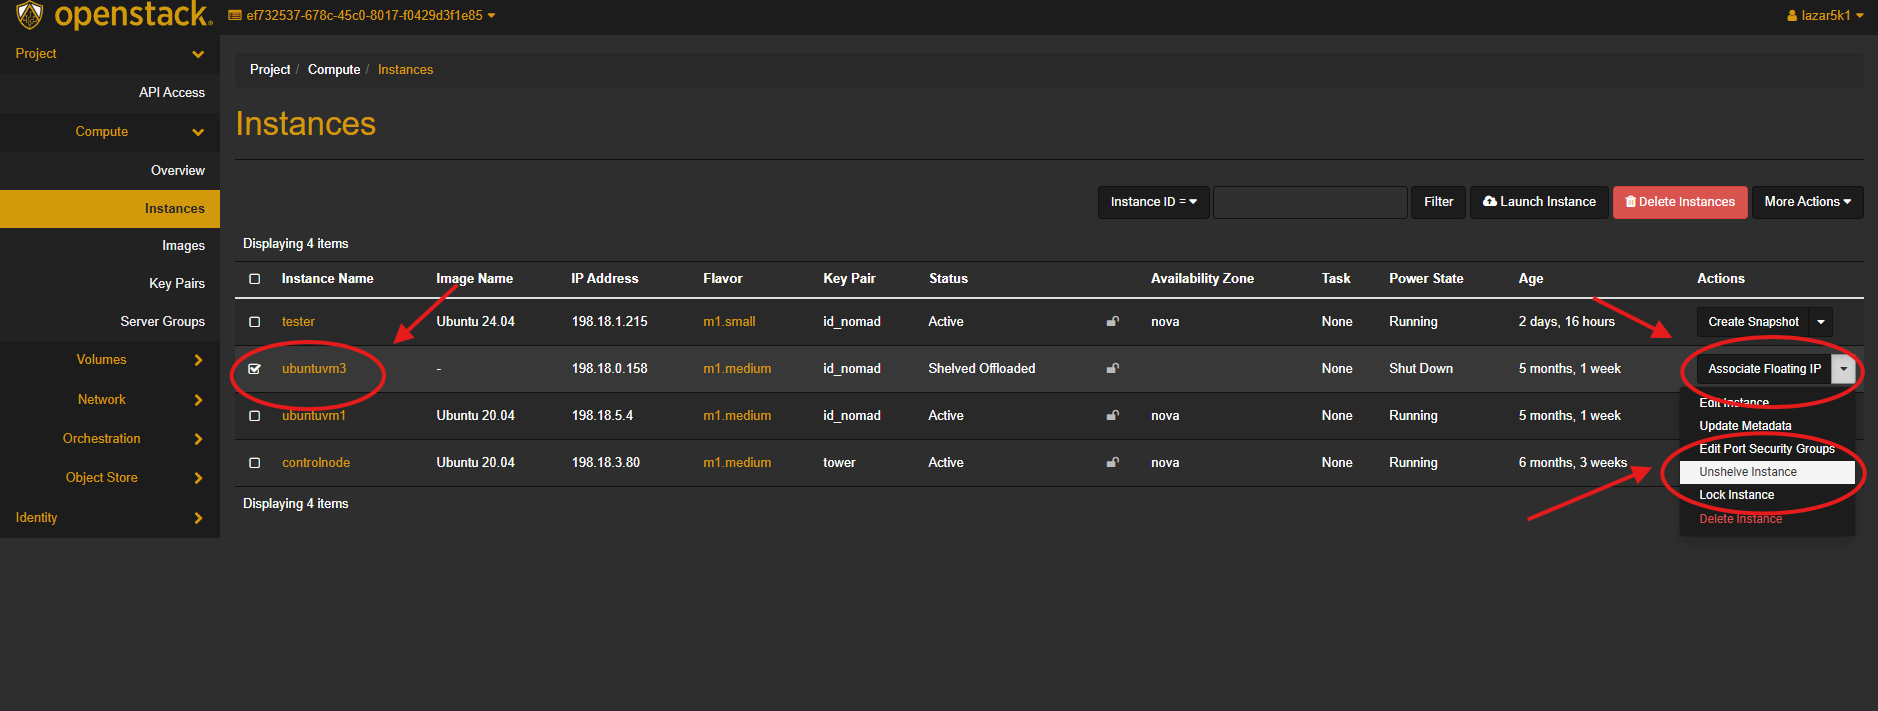 openstack.
ef732537-678c-45c0-8017-f0429d3f1e85
lazar5k1
Project
API Access
Compute
Overview
Instances
Images
Key Pairs
Server Groups
Volumes
Network
Orchestration
Object Store
Identity
Project / Compute / Instances
Instances
Instance ID = Filter Launch Instance Delete Instances More Actions
Displaying 4 items
Instance Name Image Name IP Address Flavor Key Pair Status Availability Zone Task Power State Age Actions
tester Ubuntu 24.04 198.18.1.215 m1.small id_nomad Active nova None Running 2 days, 16 hours Create Snapshot
ubuntuvm3 - 198.18.0.158 m1.medium id_nomad Shelved Offloaded None Shut Down 5 months, 1 week Associate Floating IP
ubuntuvm1 Ubuntu 20.04 198.18.5.4 m1.medium id_nomad Active nova None Running 5 months, 1 week
controlnode Ubuntu 20.04 198.18.3.80 m1.medium tower Active nova None Running 6 months, 3 weeks
Edit Instance
Update Metadata
Edit Port Security Groups
Unshelve Instance
Lock Instance
Delete Instance
Displaying 4 items